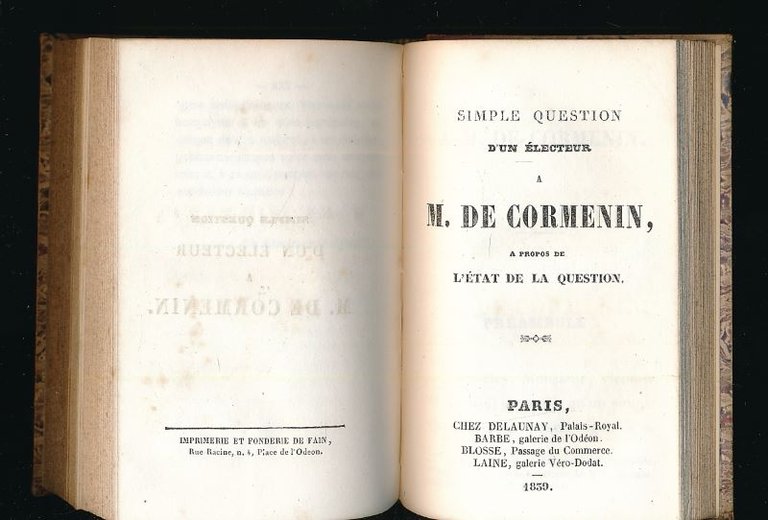 IMPRIMERIE ET FONDERIE DE FAIN,
Rue Racine, n. 4, Place de l'Odeon.
SIMPLE QUESTION
D'UN ÉLECTEUR
A
M. DE CORMENIN,
A PROPOS DE
L'ÉTAT DE LA QUESTION.
PARIS,
CHEZ DELAUNAY, Palais-Royal.
BARBE, galerie de l'Odéon.
BLOSSE, Passage du Commerce.
LAINE, galerie Véro-Dodat.
1839.